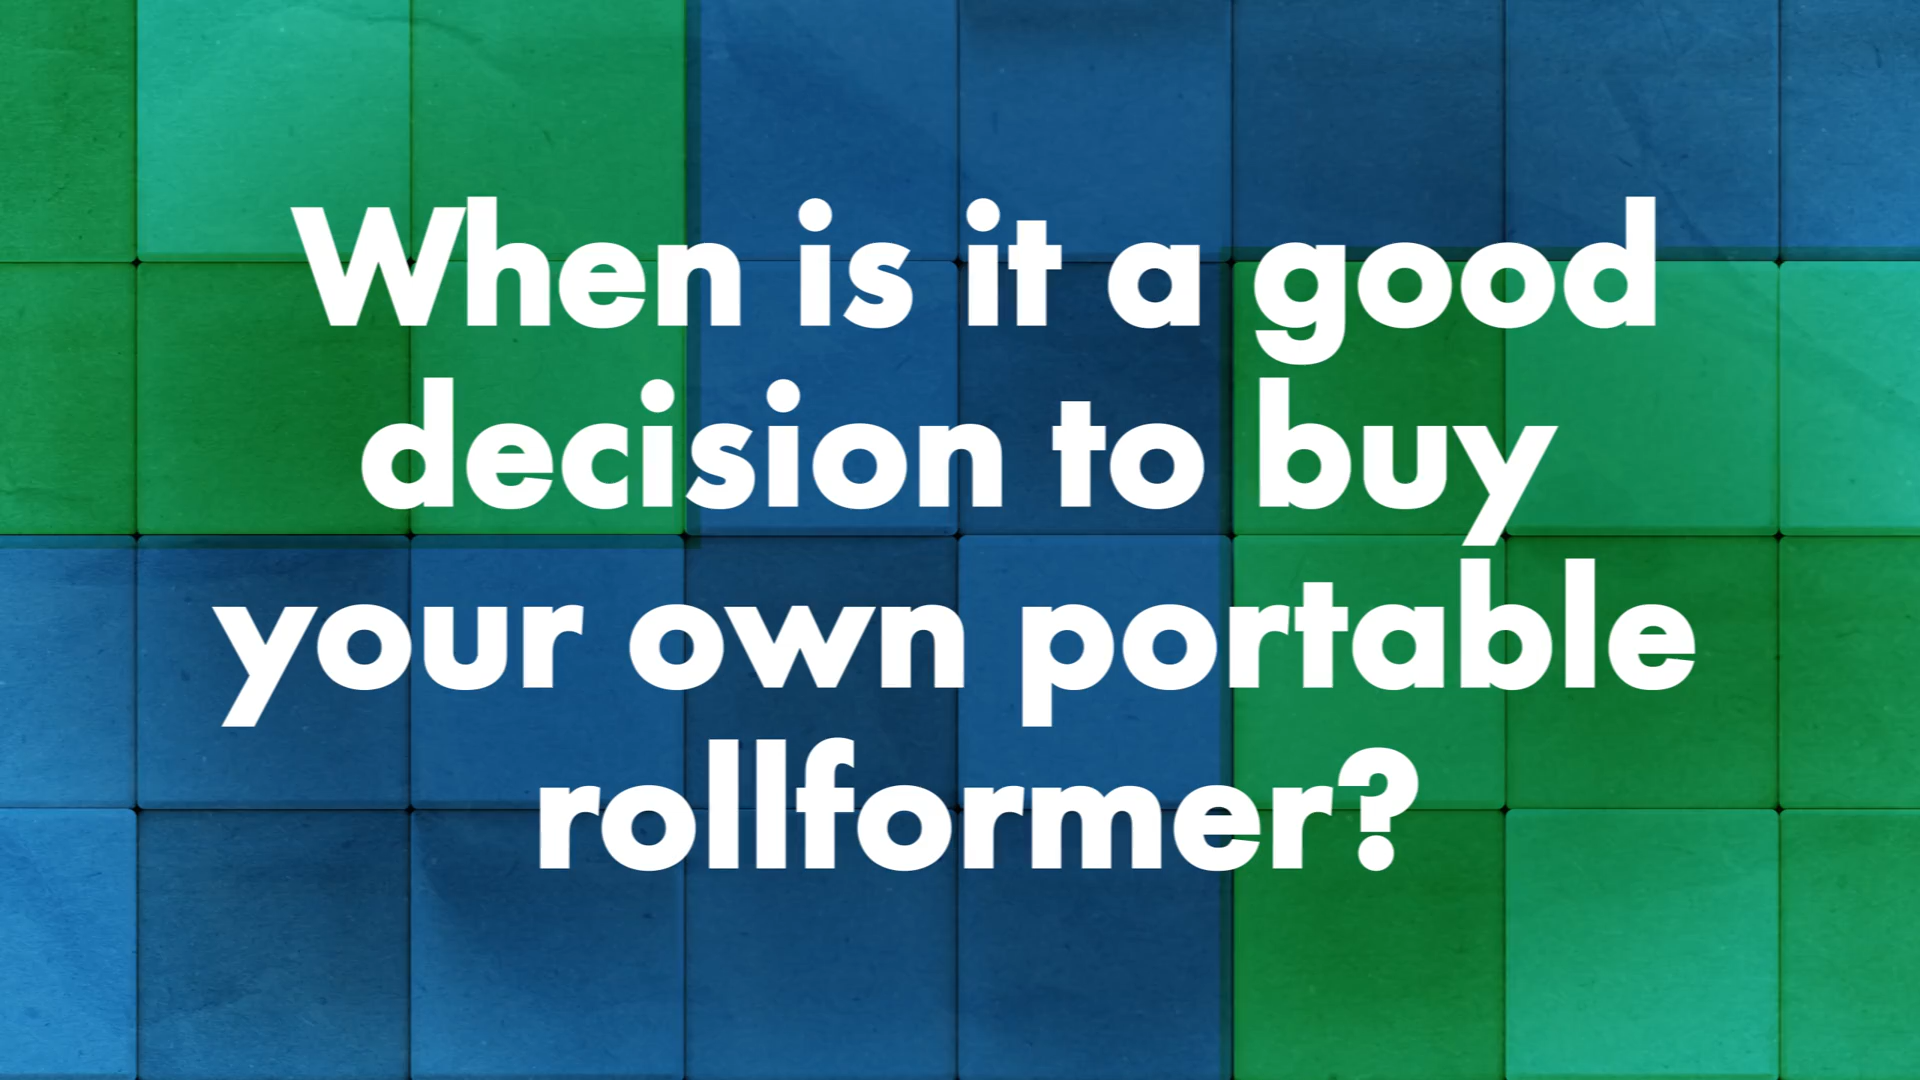 When is it a good
decision to buy
your own portable
rollformer?